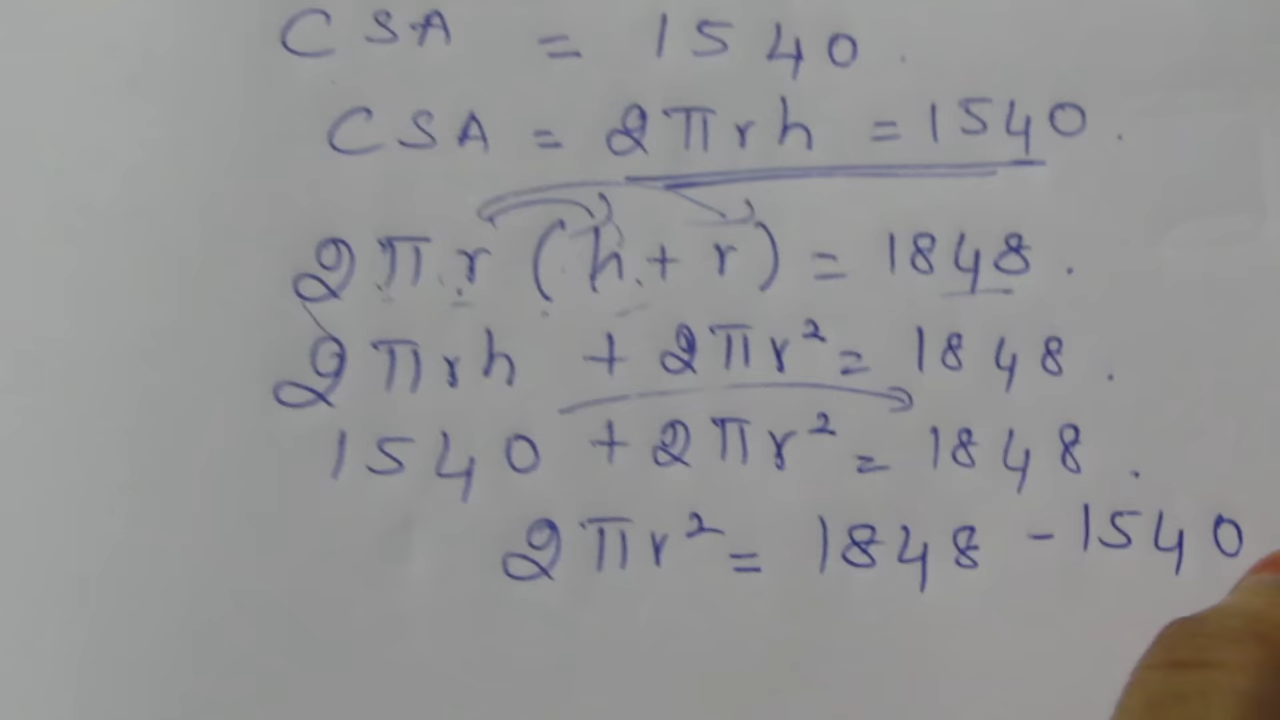 CSA = 1540.
CSA = 2πrh = 1540.
2πr (h + r) = 1848.
2πrh + 2πr² = 1848.
1540 + 2πr² = 1848.
2πr² = 1848 - 1540